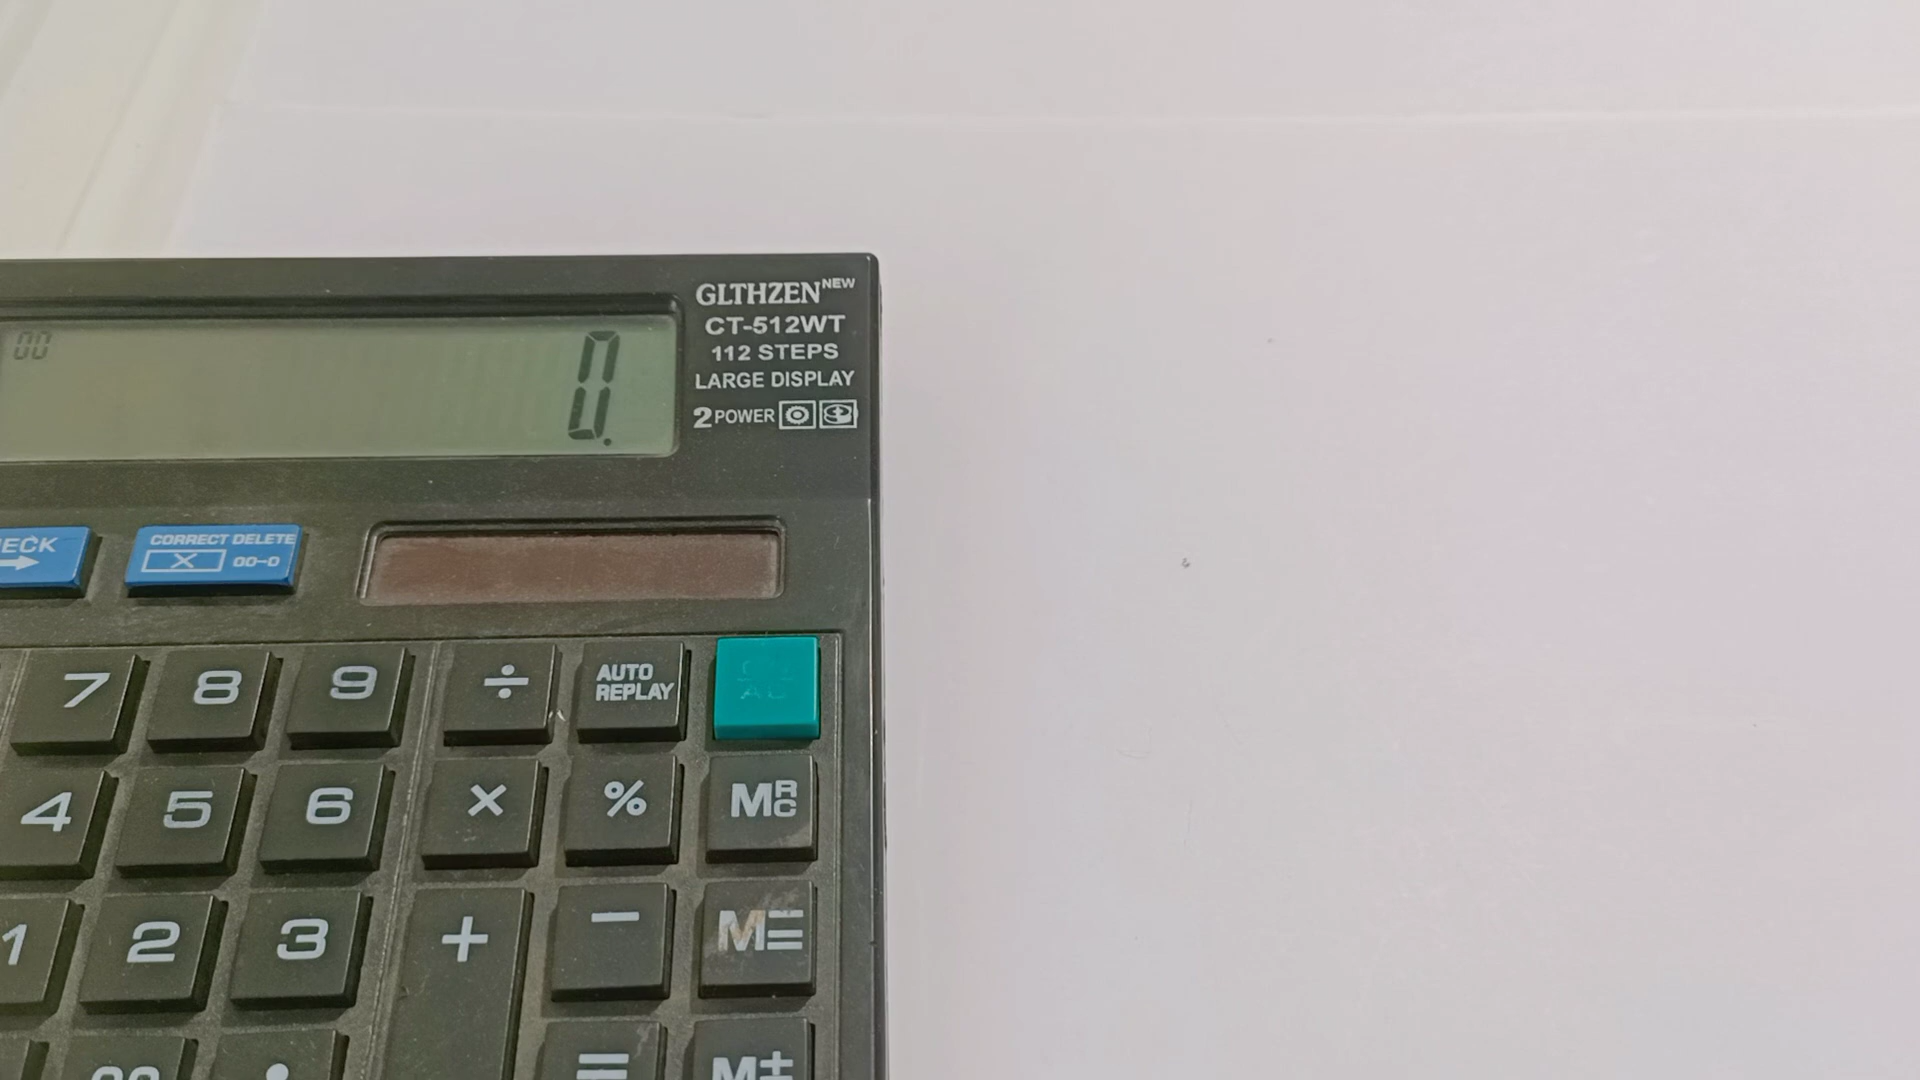 GLTHZEN NEW
CT-512WT
112 STEPS
LARGE DISPLAY
2 POWER
00
0.
ECK
CORRECT DELETE
X 00-0
7 8 9 ÷ AUTO REPLAY
4 5 6 × % MRC
1 2 3 + − M=
00 . = M±